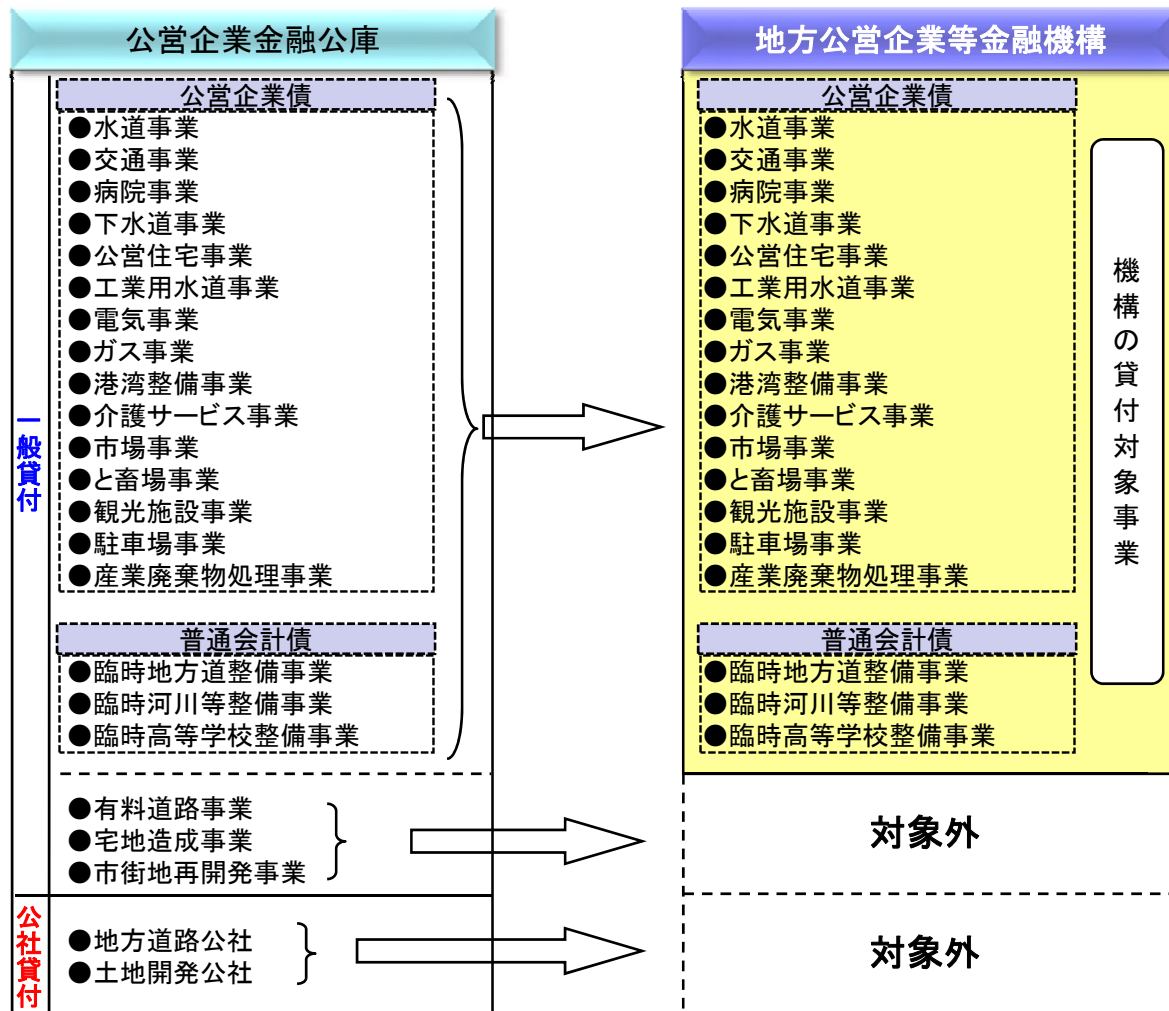 公営企業金融公庫
一般貸付
公営企業債
●水道事業
●交通事業
●病院事業
●下水道事業
●公営住宅事業
●工業用水道事業
●電気事業
●ガス事業
●港湾整備事業
●介護サービス事業
●市場事業
●と畜場事業
●観光施設事業
●駐車場事業
●産業廃棄物処理事業
普通会計債
●臨時地方道整備事業
●臨時河川等整備事業
●臨時高等学校整備事業
●有料道路事業
●宅地造成事業
●市街地再開発事業
公社貸付
●地方道路公社
●土地開発公社
地方公営企業等金融機構
公営企業債
●水道事業
●交通事業
●病院事業
●下水道事業
●公営住宅事業
●工業用水道事業
●電気事業
●ガス事業
●港湾整備事業
●介護サービス事業
●市場事業
●と畜場事業
●観光施設事業
●駐車場事業
●産業廃棄物処理事業
普通会計債
●臨時地方道整備事業
●臨時河川等整備事業
●臨時高等学校整備事業
機構の貸付対象事業
対象外
対象外